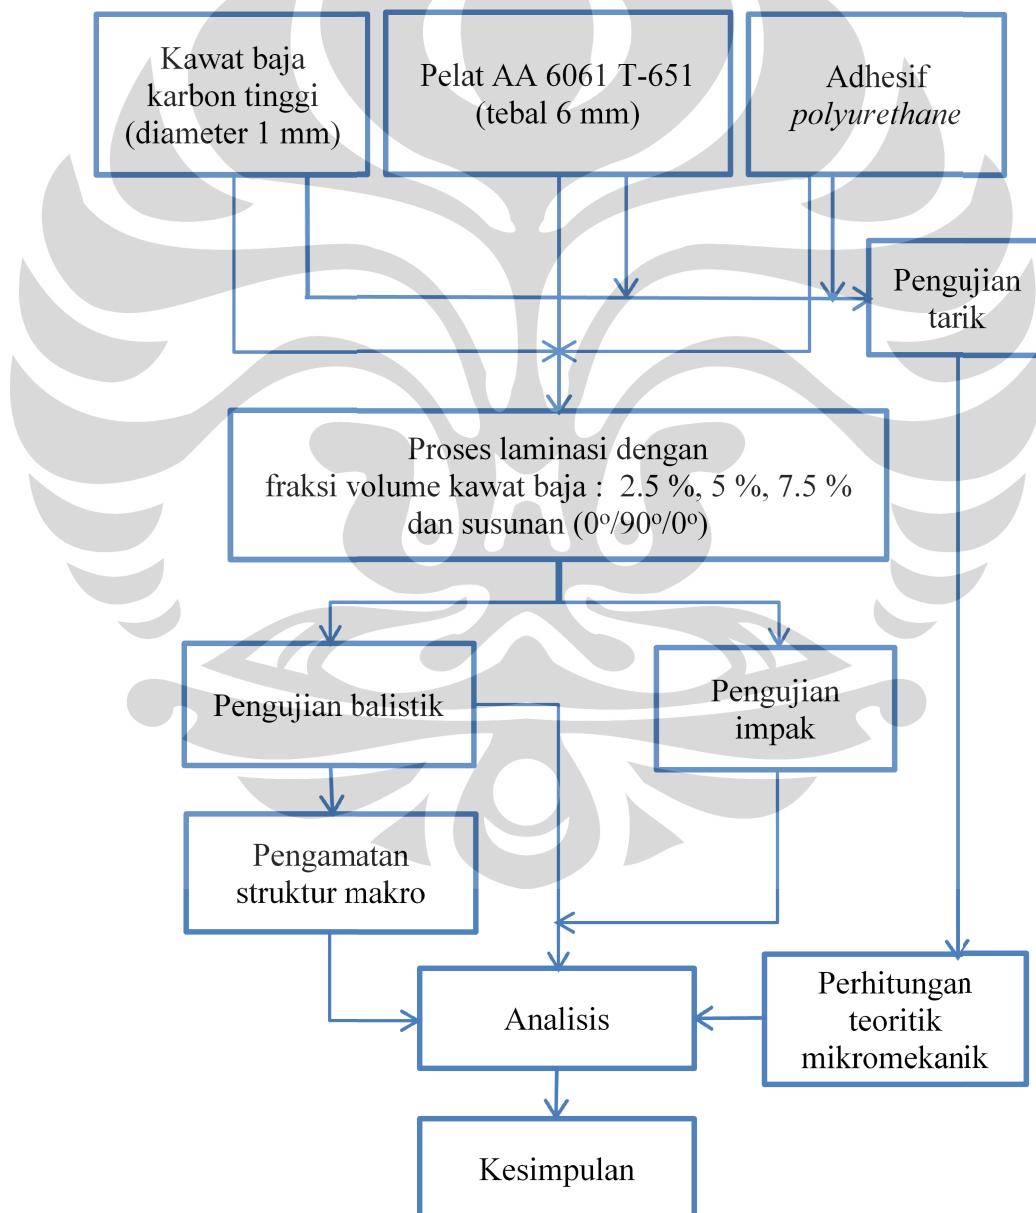 Kawat baja
karbon tinggi
(diameter 1 mm)
Pelat AA 6061 T-651
(tebal 6 mm)
Adhesif
polyurethane
Pengujian
tarik
Proses laminasi dengan
fraksi volume kawat baja : 2.5 %, 5 %, 7.5 %
dan susunan (0º/90º/0º)
Pengujian balistik
Pengujian
impak
Pengamatan
struktur makro
Analisis
Perhitungan
teoritik
mikromekanik
Kesimpulan